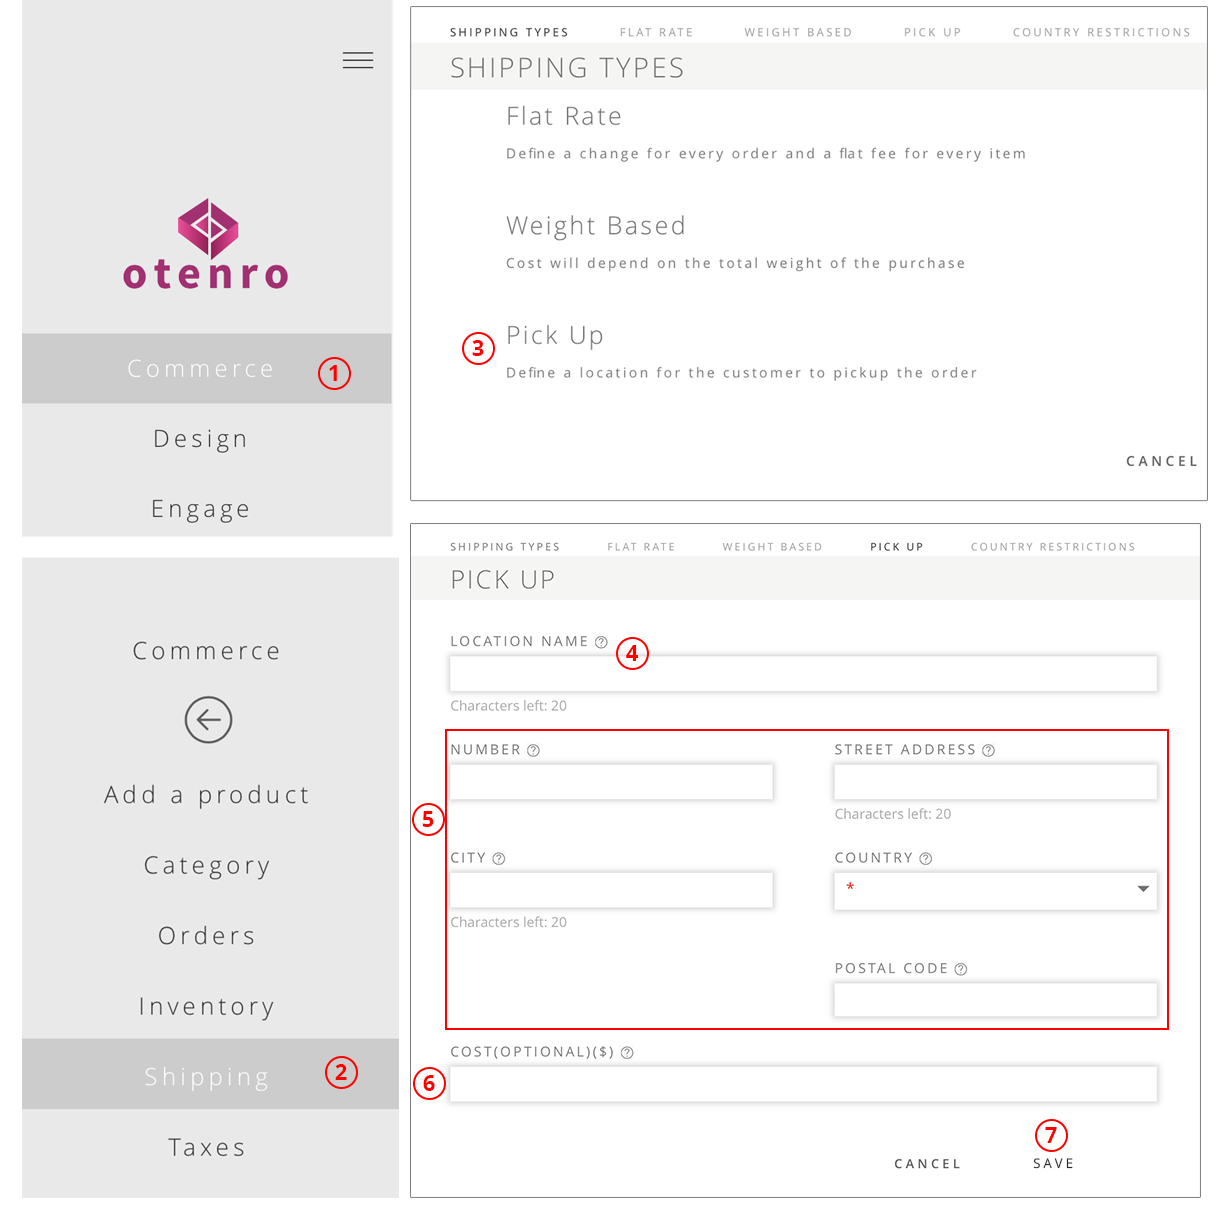 otenro
Commerce 1
Design
Engage
SHIPPING TYPES FLAT RATE WEIGHT BASED PICK UP COUNTRY RESTRICTIONS
SHIPPING TYPES
Flat Rate
Define a change for every order and a flat fee for every item
Weight Based
Cost will depend on the total weight of the purchase
3 Pick Up
Define a location for the customer to pickup the order
CANCEL
Commerce
Add a product
Category
Orders
Inventory
Shipping 2
Taxes
SHIPPING TYPES FLAT RATE WEIGHT BASED PICK UP COUNTRY RESTRICTIONS
PICK UP
LOCATION NAME ? 4
Characters left: 20
5
NUMBER ? STREET ADDRESS ?
Characters left: 20
CITY ? COUNTRY ?
*
Characters left: 20
POSTAL CODE ?
COST(OPTIONAL)($) ?
6
7
CANCEL SAVE